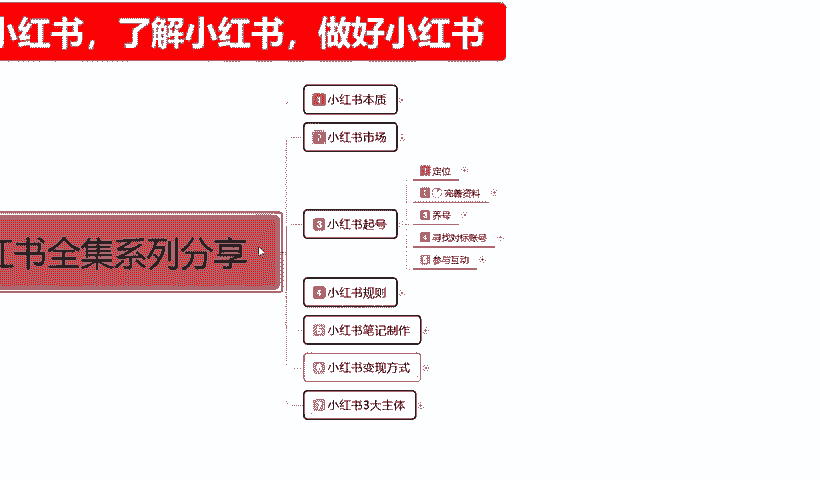 小红书，了解小红书，做好小红书
1 小红书本质
2 小红书市场
红书全集系列分享
3 小红书起号
1 定位
2 完善资料
3 养号
4 寻找对标账号
5 参与互动
4 小红书规则
5 小红书笔记制作
6 小红书变现方式
7 小红书3大主体